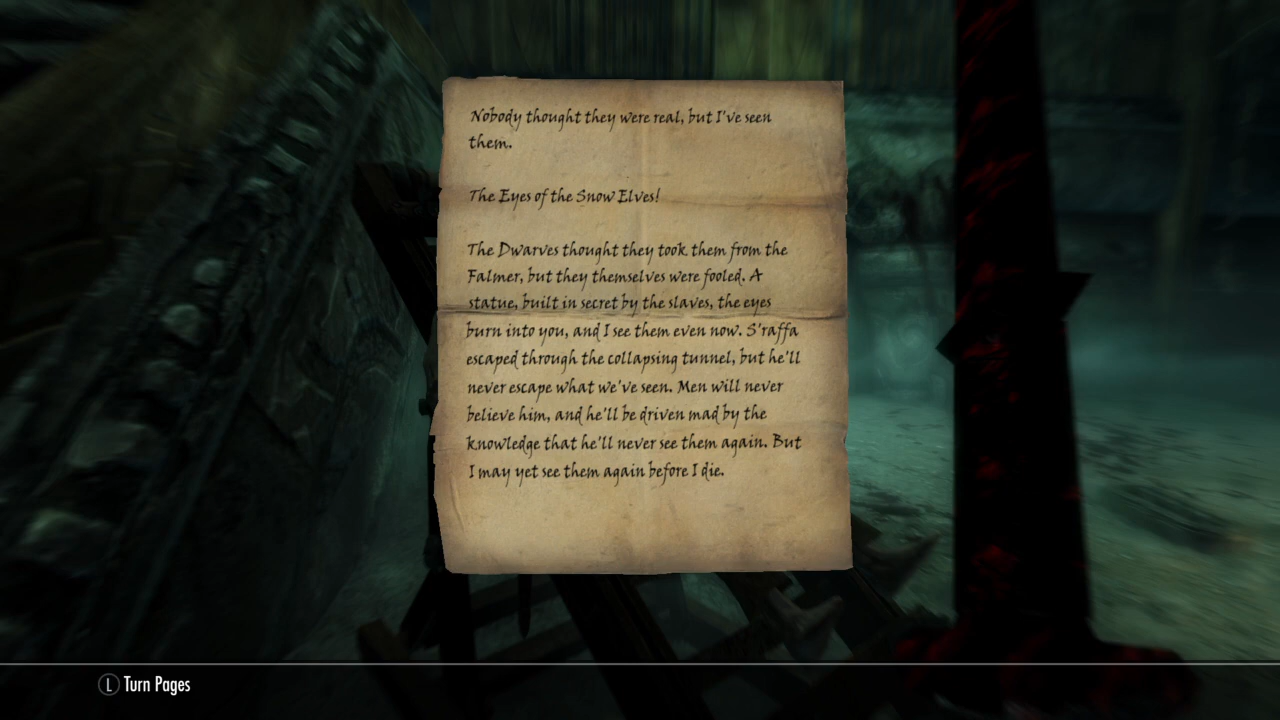 Nobody thought they were real, but I've seen
them.
The Eyes of the Snow Elves!
The Dwarves thought they took them from the
Falmer, but they themselves were fooled. A
statue, built in secret by the slaves, the eyes
burn into you, and I see them even now. S'raffa
escaped through the collapsing tunnel, but he'll
never escape what we've seen. Men will never
believe him, and he'll be driven mad by the
knowledge that he'll never see them again. But
I may yet see them again before I die.
L Turn Pages